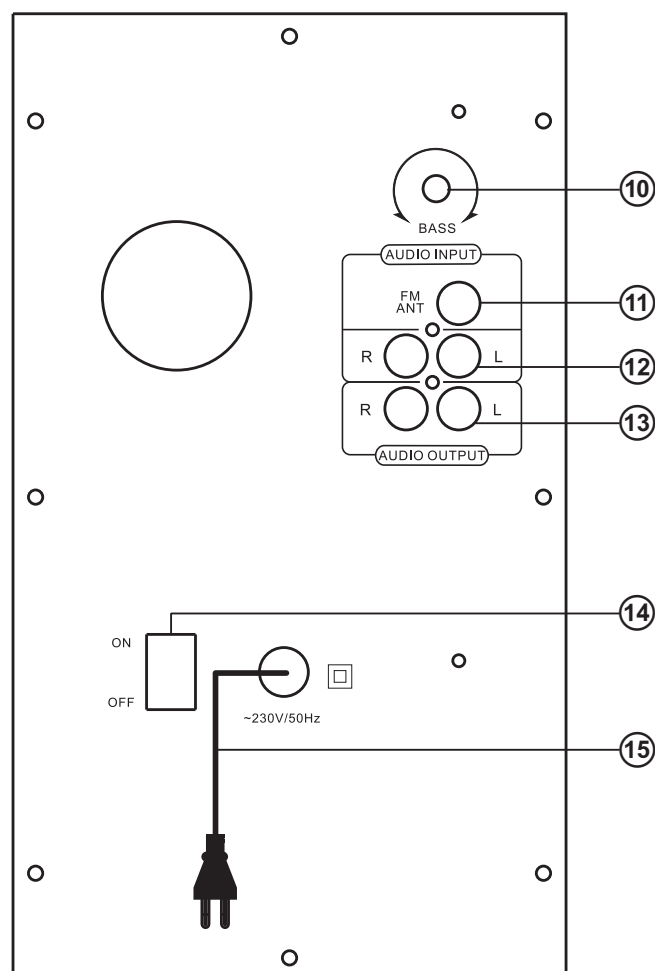 10
BASS
AUDIO INPUT
FM
ANT
11
R L
12
R L
13
AUDIO OUTPUT
14
ON
OFF
~230V/50Hz
15